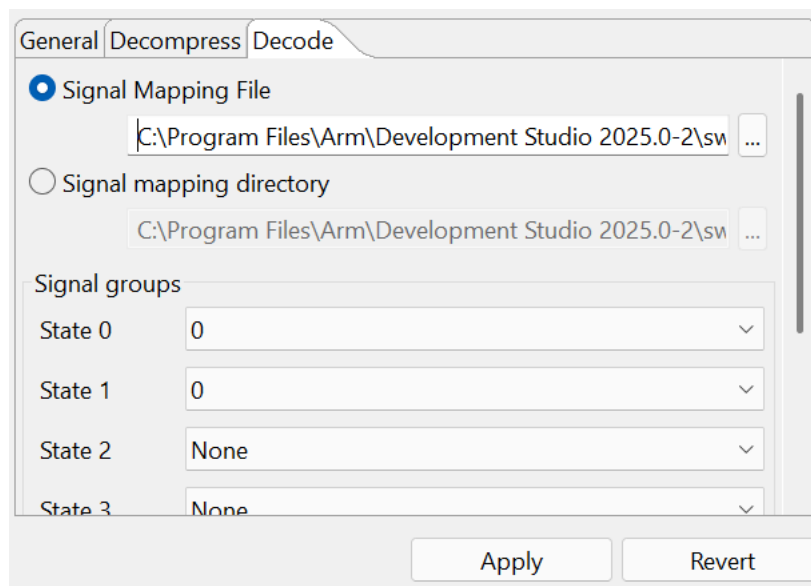 General Decompress Decode
Signal Mapping File
C:\Program Files\Arm\Development Studio 2025.0-2\sw
...
Signal mapping directory
C:\Program Files\Arm\Development Studio 2025.0-2\sw
...
Signal groups
State 0 0
State 1 0
State 2 None
State 3 None
Apply Revert